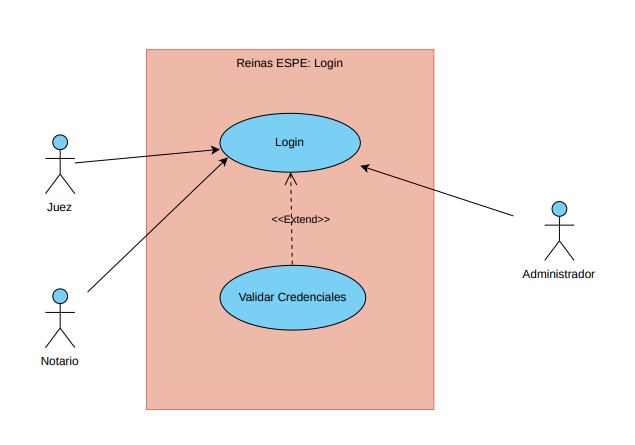 Reinas ESPE: Login
Login
Juez
<<Extend>>
Administrador
Validar Credenciales
Notario